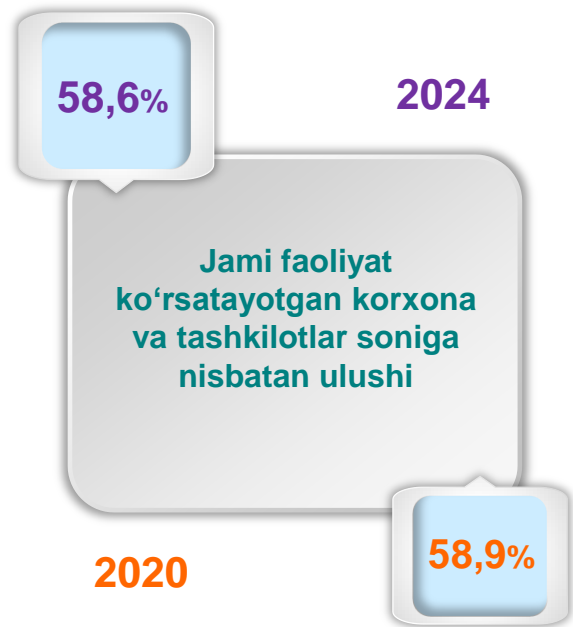 58,6%
2024
Jami faoliyat
ko‘rsatayotgan korxona
va tashkilotlar soniga
nisbatan ulushi
2020
58,9%